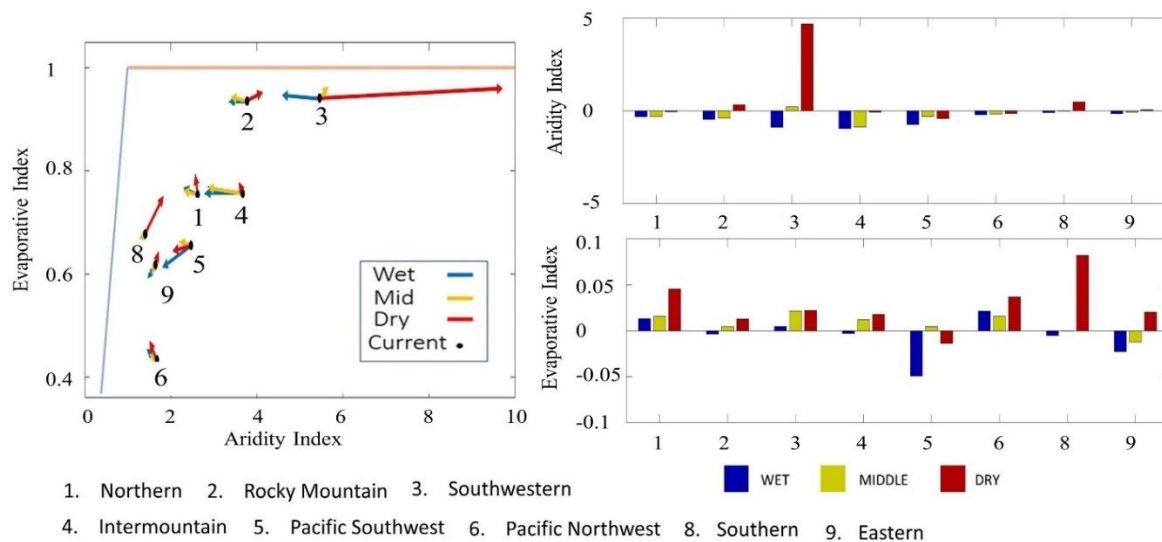 Evaporative Index
1
0.8
0.6
0.4
0
2
4
6
8
10
Aridity Index
2
3
1
4
8
5
9
6
Wet
Mid
Dry
Current
Aridity Index
5
0
-5
1 2 3 4 5 6 8 9
Evaporative Index
0.1
0.05
0
-0.05
-0.1
1 2 3 4 5 6 8 9
WET MIDDLE DRY
1. Northern 2. Rocky Mountain 3. Southwestern
4. Intermountain 5. Pacific Southwest 6. Pacific Northwest 8. Southern 9. Eastern